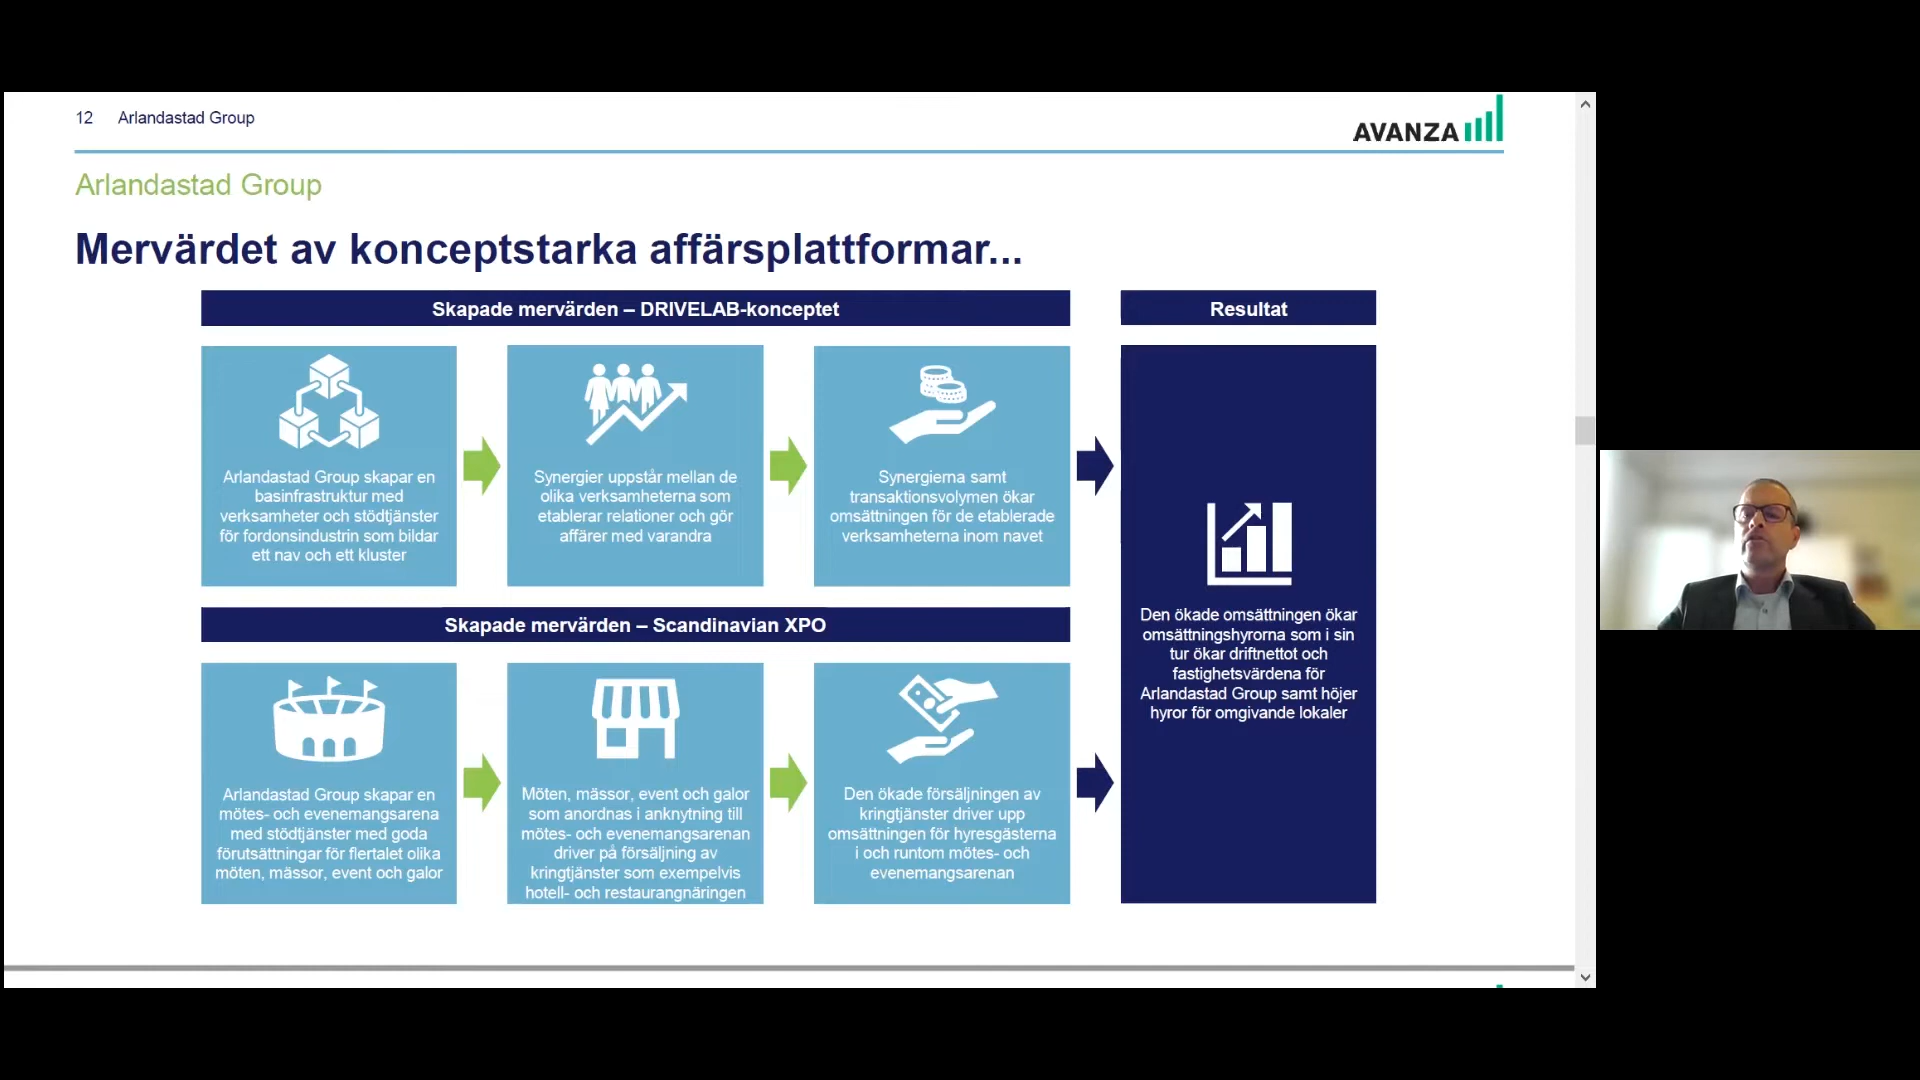 12 Arlandastad Group
AVANZA
Arlandastad Group
Mervärdet av konceptstarka affärsplattformar...
Skapade mervärden – DRIVELAB-konceptet
Resultat
Arlandastad Group skapar en
basinfrastruktur med
verksamheter och stödtjänster
för fordonsindustrin som bildar
ett nav och ett kluster
Synergier uppstår mellan de
olika verksamheterna som
etablerar relationer och gör
affärer med varandra
Synergierna samt
transaktionsvolymen ökar
omsättningen för de etablerade
verksamheterna inom navet
Den ökade omsättningen ökar
omsättningshyrorna som i sin
tur ökar driftnettot och
fastighetsvärdena för
Arlandastad Group samt höjer
hyror för omgivande lokaler
Skapade mervärden – Scandinavian XPO
Arlandastad Group skapar en
mötes- och evenemangsarena
med stödtjänster med goda
förutsättningar för flertalet olika
möten, mässor, event och galor
Möten, mässor, event och galor
som anordnas i anknytning till
mötes- och evenemangsarenan
driver på försäljning av
kringtjänster som exempelvis
hotell- och restaurangnäringen
Den ökade försäljningen av
kringtjänster driver upp
omsättningen för hyresgästerna
i och runtom mötes- och
evenemangsarenan